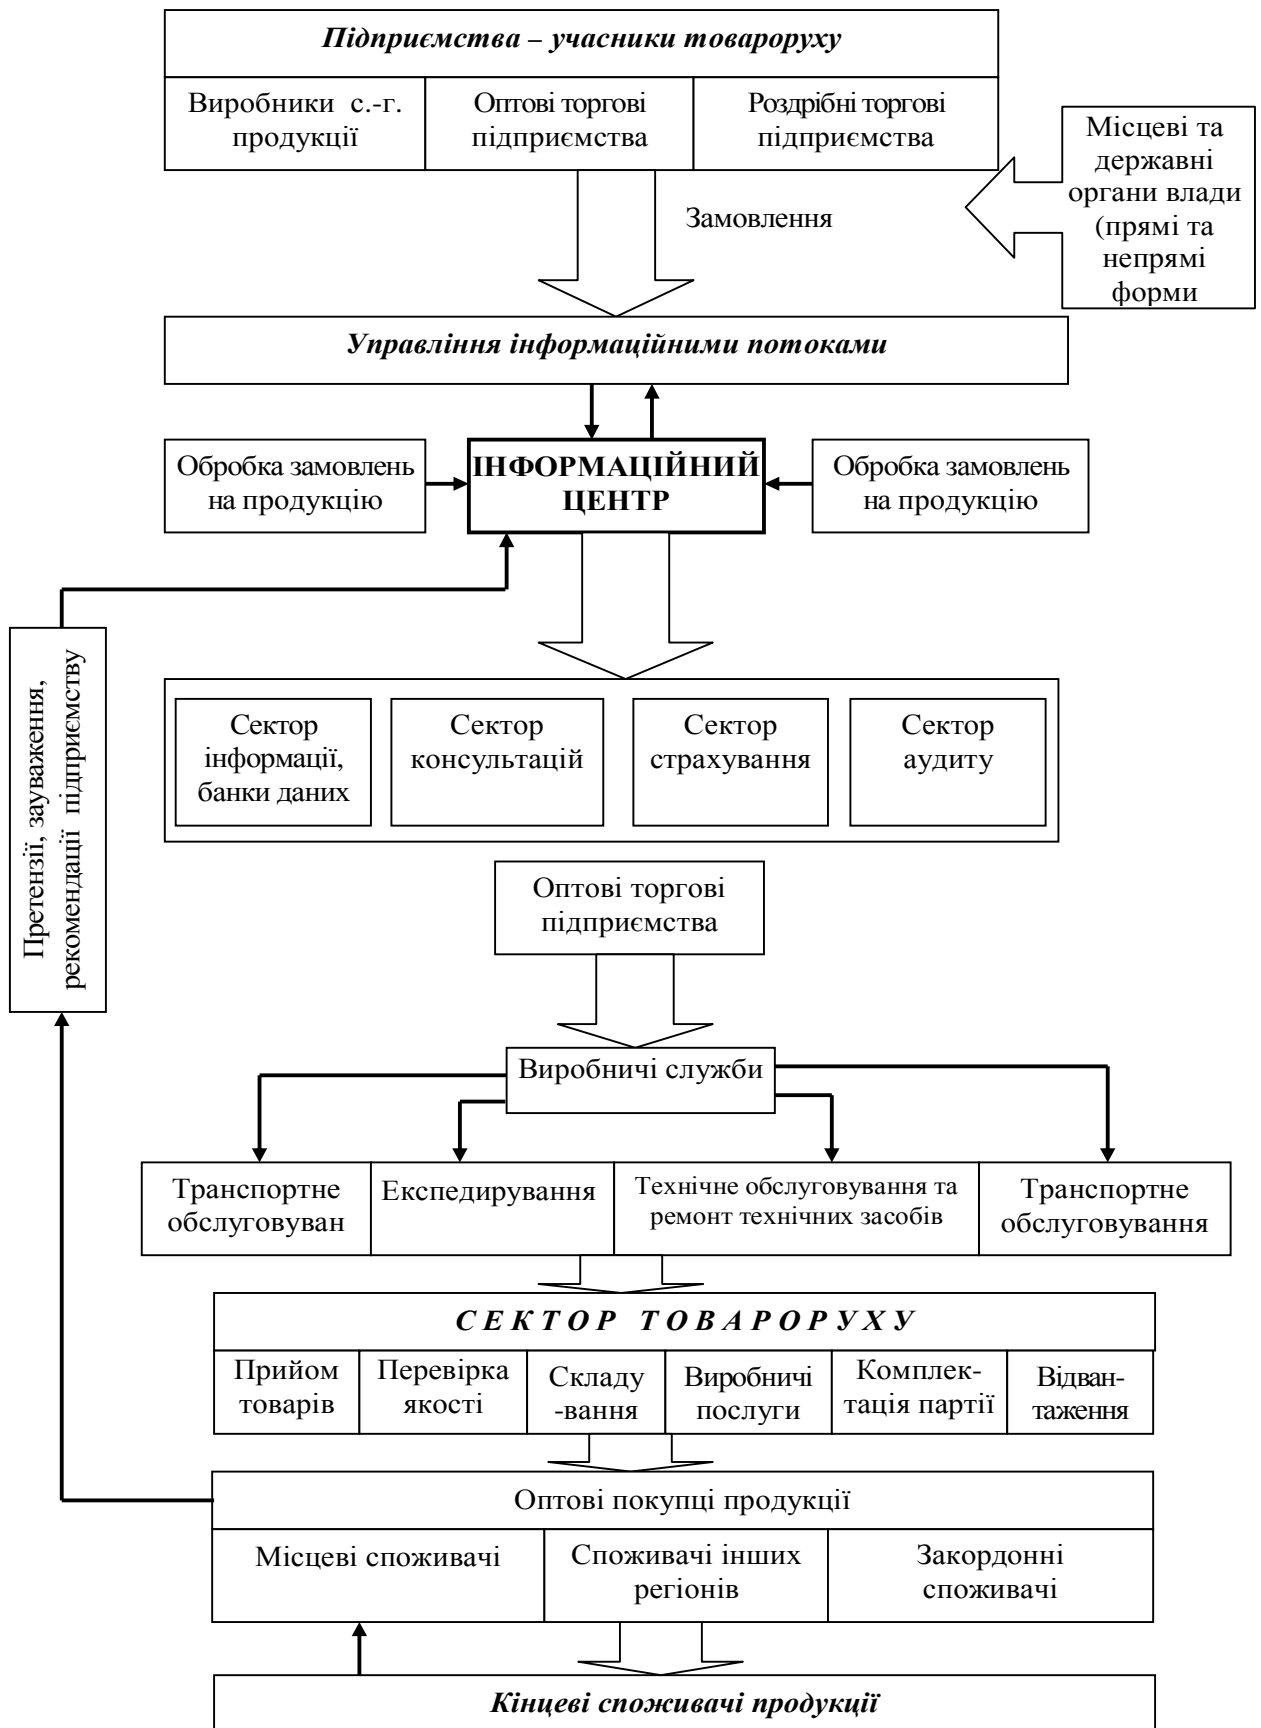 Підприємства – учасники товароруху
Виробники с.-г.
продукції
Оптові торгові
підприємства
Роздрібні торгові
підприємства
Місцеві та
державні
органи влади
(прямі та
непрямі
форми
Замовлення
Управління інформаційними потоками
Обробка замовлень
на продукцію
ІНФОРМАЦІЙНИЙ
ЦЕНТР
Обробка замовлень
на продукцію
Претензії, зауваження,
рекомендації підприємству
Сектор
інформації,
банки даних
Сектор
консультацій
Сектор
страхування
Сектор
аудиту
Оптові торгові
підприємства
Виробничі служби
Транспортне
обслуговуван
Експедирування
Технічне обслуговування та
ремонт технічних засобів
Транспортне
обслуговування
СЕКТОР ТОВАРОРУХУ
Прийом
товарів
Перевірка
якості
Складу
-вання
Виробничі
послуги
Комплек-
тація партії
Відван-
таження
Оптові покупці продукції
Місцеві споживачі
Споживачі інших
регіонів
Закордонні
споживачі
Кінцеві споживачі продукції